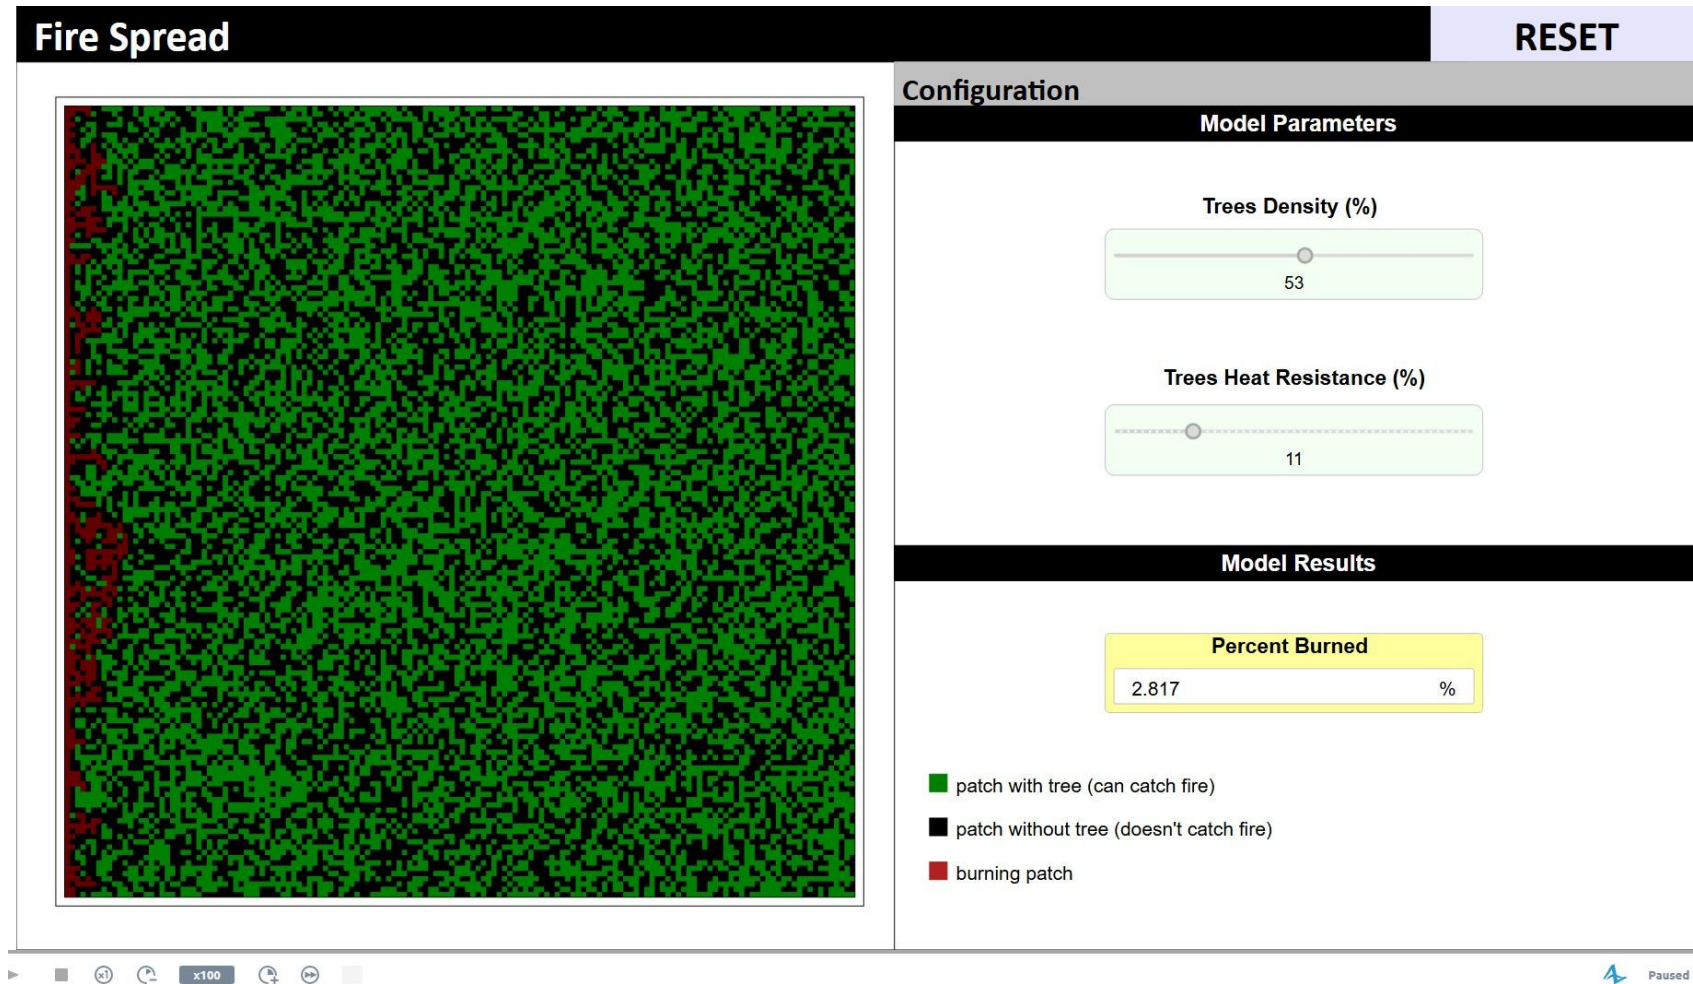 Fire Spread
RESET
Configuration
Model Parameters
Trees Density (%)
53
Trees Heat Resistance (%)
11
Model Results
Percent Burned
2.817 %
patch with tree (can catch fire)
patch without tree (doesn't catch fire)
burning patch
x1
x100
Paused